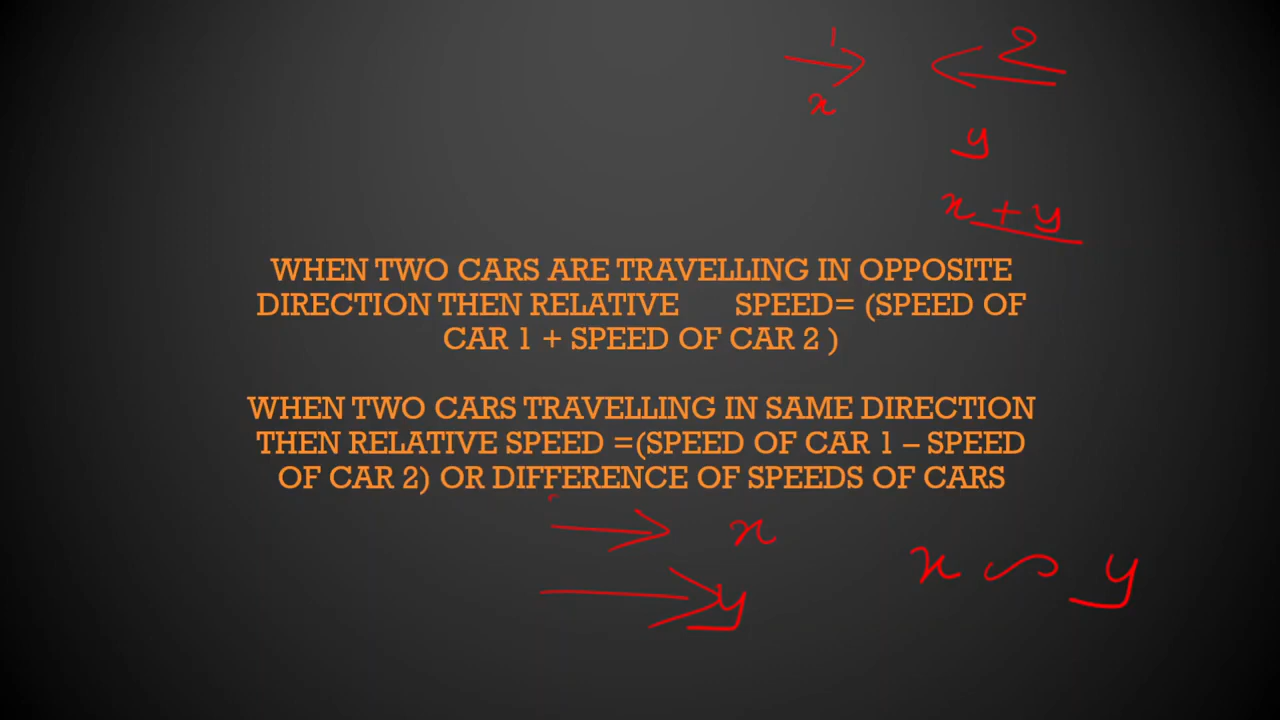 1 2
x
y
x + y
WHEN TWO CARS ARE TRAVELLING IN OPPOSITE
DIRECTION THEN RELATIVE SPEED= (SPEED OF
CAR 1 + SPEED OF CAR 2 )
WHEN TWO CARS TRAVELLING IN SAME DIRECTION
THEN RELATIVE SPEED =(SPEED OF CAR 1 – SPEED
OF CAR 2) OR DIFFERENCE OF SPEEDS OF CARS
x
x ∽ y
y